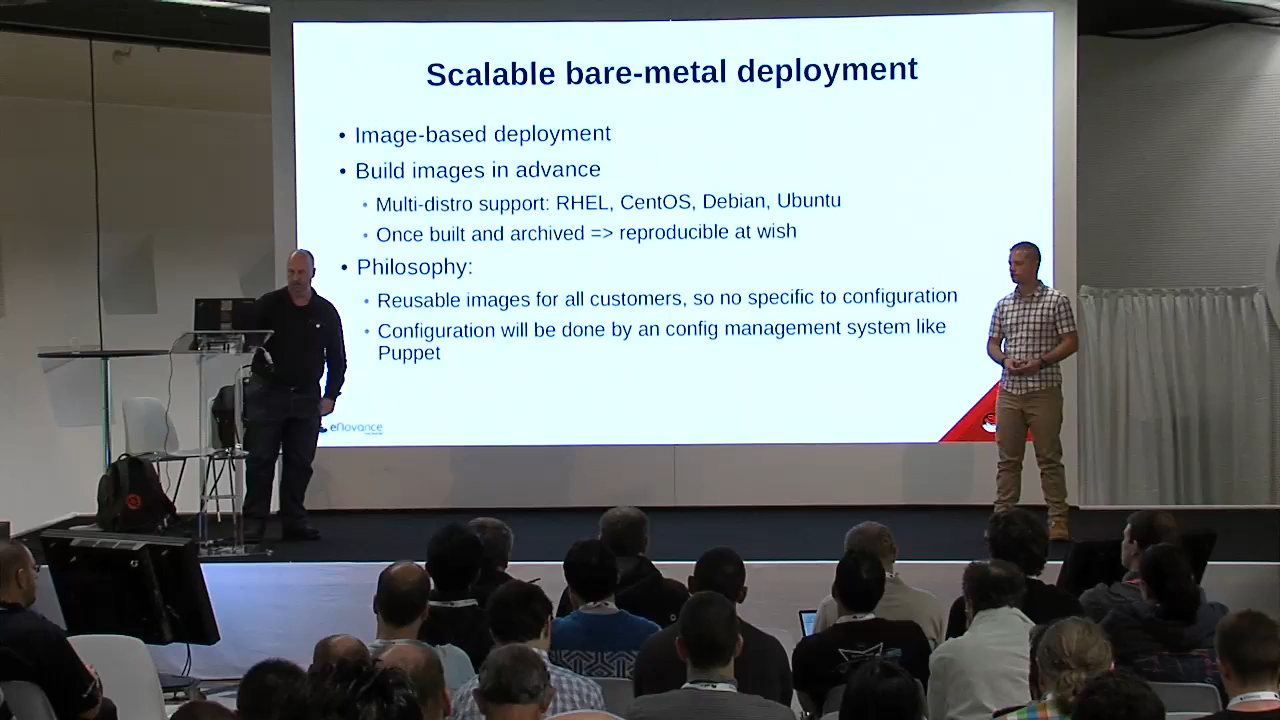 Scalable bare-metal deployment
• Image-based deployment
• Build images in advance
• Multi-distro support: RHEL, CentOS, Debian, Ubuntu
• Once built and archived => reproducible at wish
• Philosophy:
• Reusable images for all customers, so no specific to configuration
• Configuration will be done by an config management system like
Puppet
eNovance